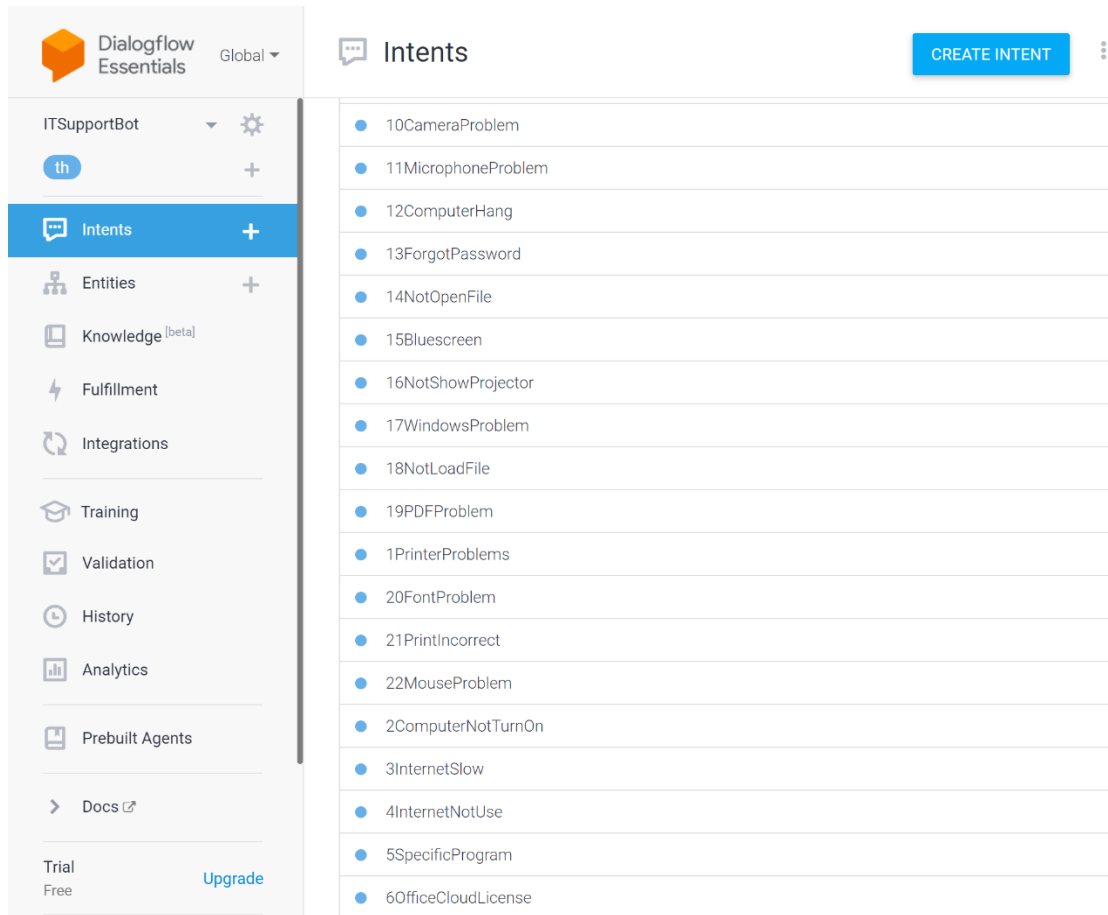 Dialogflow
Essentials
Global
Intents
CREATE INTENT
ITSupportBot
th
Intents
Entities
Knowledge [beta]
Fulfillment
Integrations
Training
Validation
History
Analytics
Prebuilt Agents
Docs
Trial
Free
Upgrade
10CameraProblem
11MicrophoneProblem
12ComputerHang
13ForgotPassword
14NotOpenFile
15Bluescreen
16NotShowProjector
17WindowsProblem
18NotLoadFile
19PDFProblem
1PrinterProblems
20FontProblem
21PrintIncorrect
22MouseProblem
2ComputerNotTurnOn
3InternetSlow
4InternetNotUse
5SpecificProgram
6OfficeCloudLicense